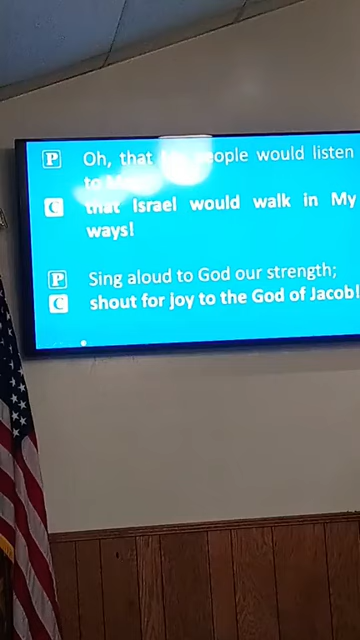 P Oh, that people would listen
to
C that Israel would walk in My
ways!
P Sing aloud to God our strength;
C shout for joy to the God of Jacob!